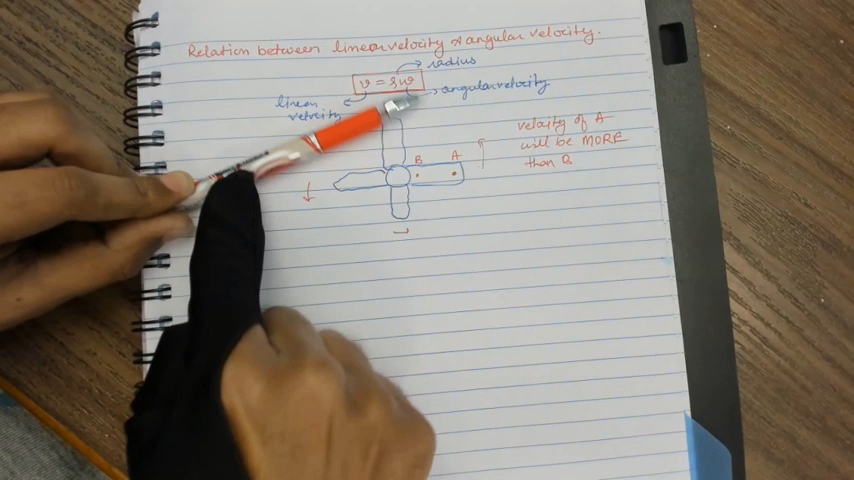 Relation between linear velocity & angular velocity.
radius
v = rω
linear velocity
angular velocity
velocity of A
will be MORE
than B
B
A